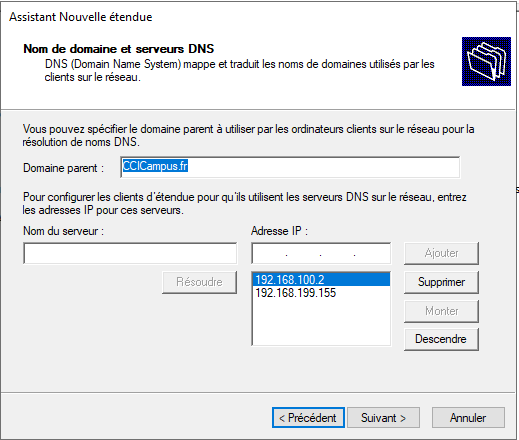 Assistant Nouvelle étendue
Nom de domaine et serveurs DNS
DNS (Domain Name System) mappe et traduit les noms de domaines utilisés par les
clients sur le réseau.
Vous pouvez spécifier le domaine parent à utiliser par les ordinateurs clients sur le réseau pour la
résolution de noms DNS.
Domaine parent :
CCICampus.fr
Pour configurer les clients d'étendue pour qu'ils utilisent les serveurs DNS sur le réseau, entrez
les adresses IP pour ces serveurs.
Nom du serveur :
Adresse IP :
. . .
Ajouter
Résoudre
192.168.100.2
Supprimer
192.168.199.155
Monter
Descendre
< Précédent
Suivant >
Annuler